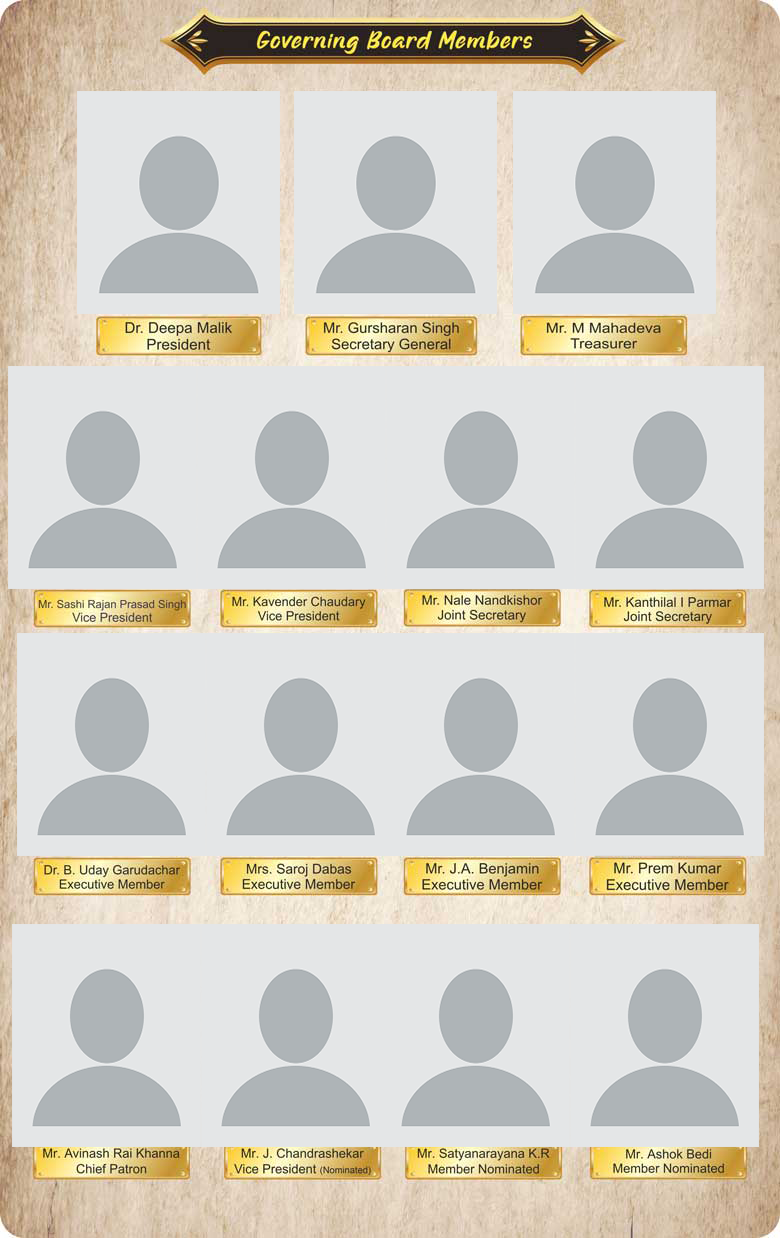 Governing Board Members
Dr. Deepa Malik
President
Mr. Gursharan Singh
Secretary General
Mr. M Mahadeva
Treasurer
Mr. Sashi Rajan Prasad Singh
Vice President
Mr. Kavender Chaudary
Vice President
Mr. Nale Nandkishor
Joint Secretary
Mr. Kanthilal I Parmar
Joint Secretary
Dr. B. Uday Garudachar
Executive Member
Mrs. Saroj Dabas
Executive Member
Mr. J.A. Benjamin
Executive Member
Mr. Prem Kumar
Executive Member
Mr. Avinash Rai Khanna
Chief Patron
Mr. J. Chandrashekar
Vice President (Nominated)
Mr. Satyanarayana K.R
Member Nominated
Mr. Ashok Bedi
Member Nominated